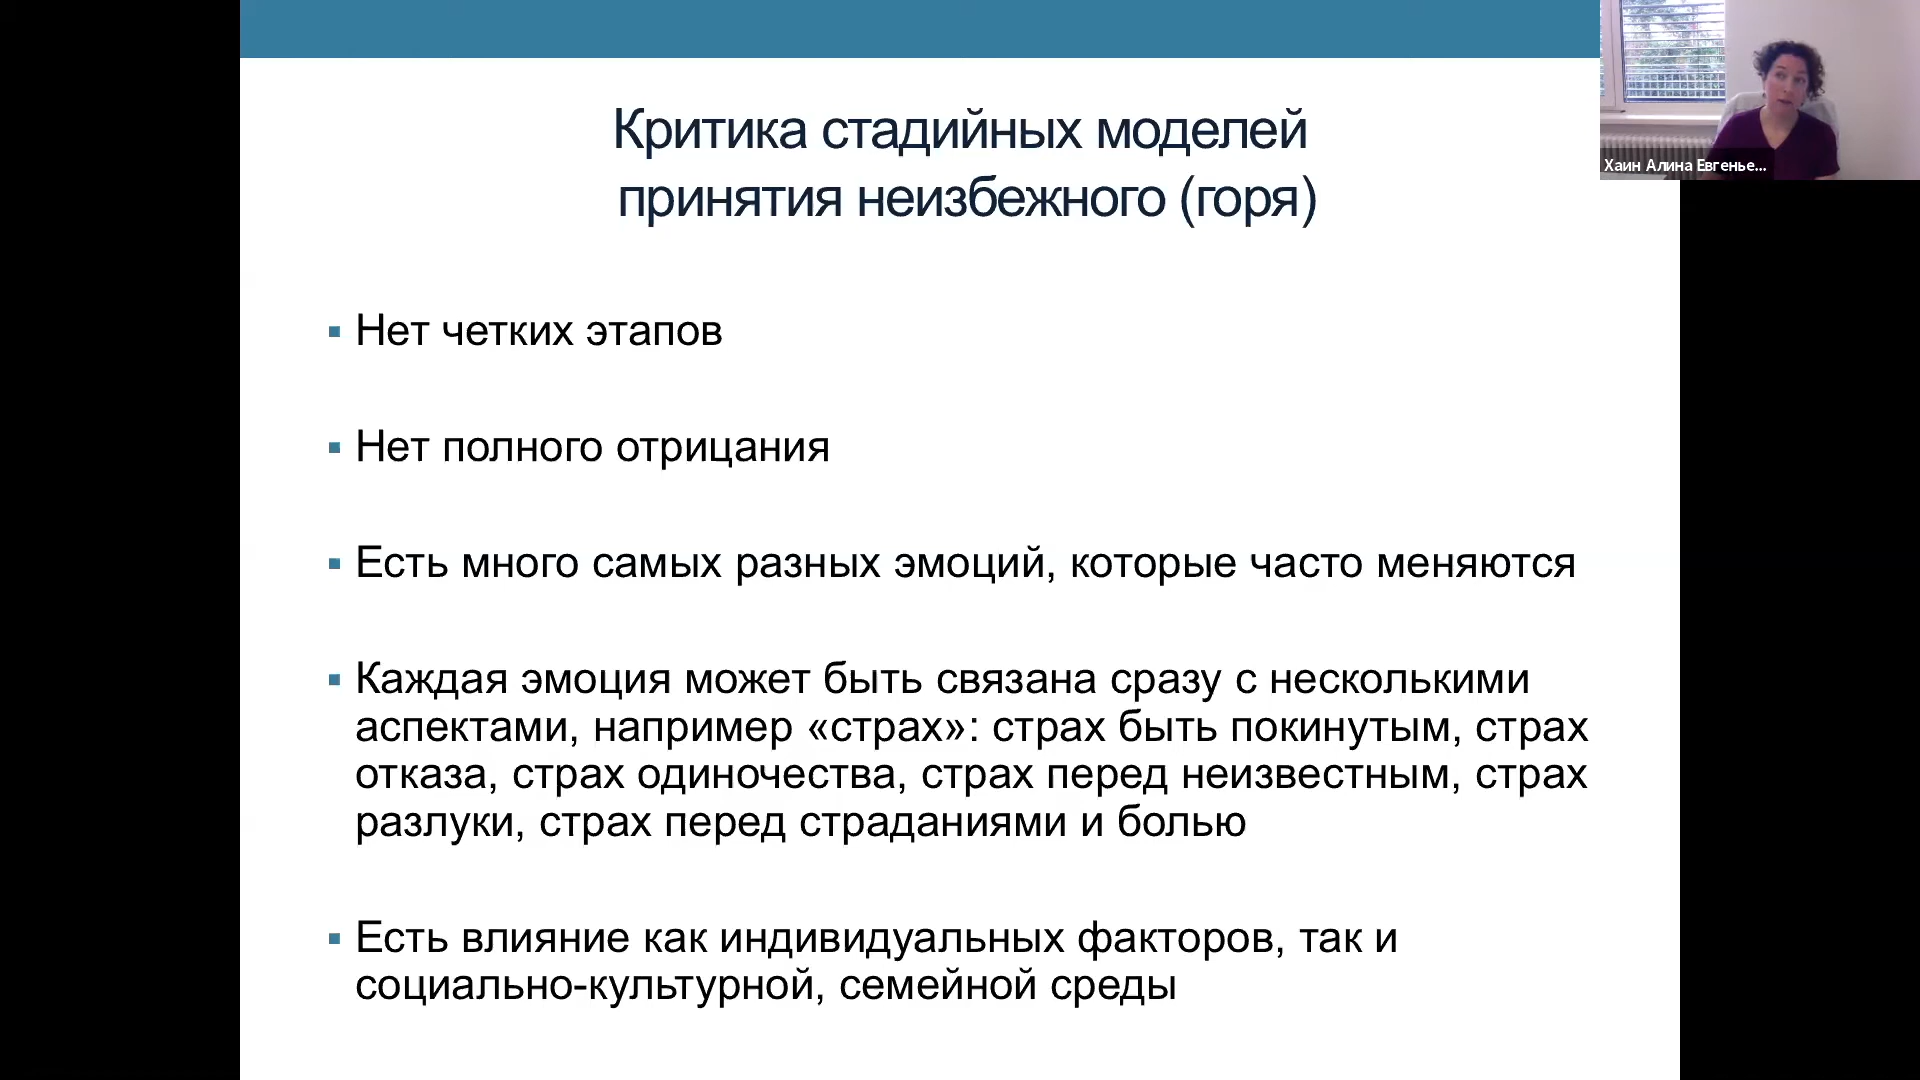 Критика стадийных моделей
принятия неизбежного (горя)
Хаин Алина Евгенье...
▪ Нет четких этапов
▪ Нет полного отрицания
▪ Есть много самых разных эмоций, которые часто меняются
▪ Каждая эмоция может быть связана сразу с несколькими
аспектами, например «страх»: страх быть покинутым, страх
отказа, страх одиночества, страх перед неизвестным, страх
разлуки, страх перед страданиями и болью
▪ Есть влияние как индивидуальных факторов, так и
социально-культурной, семейной среды